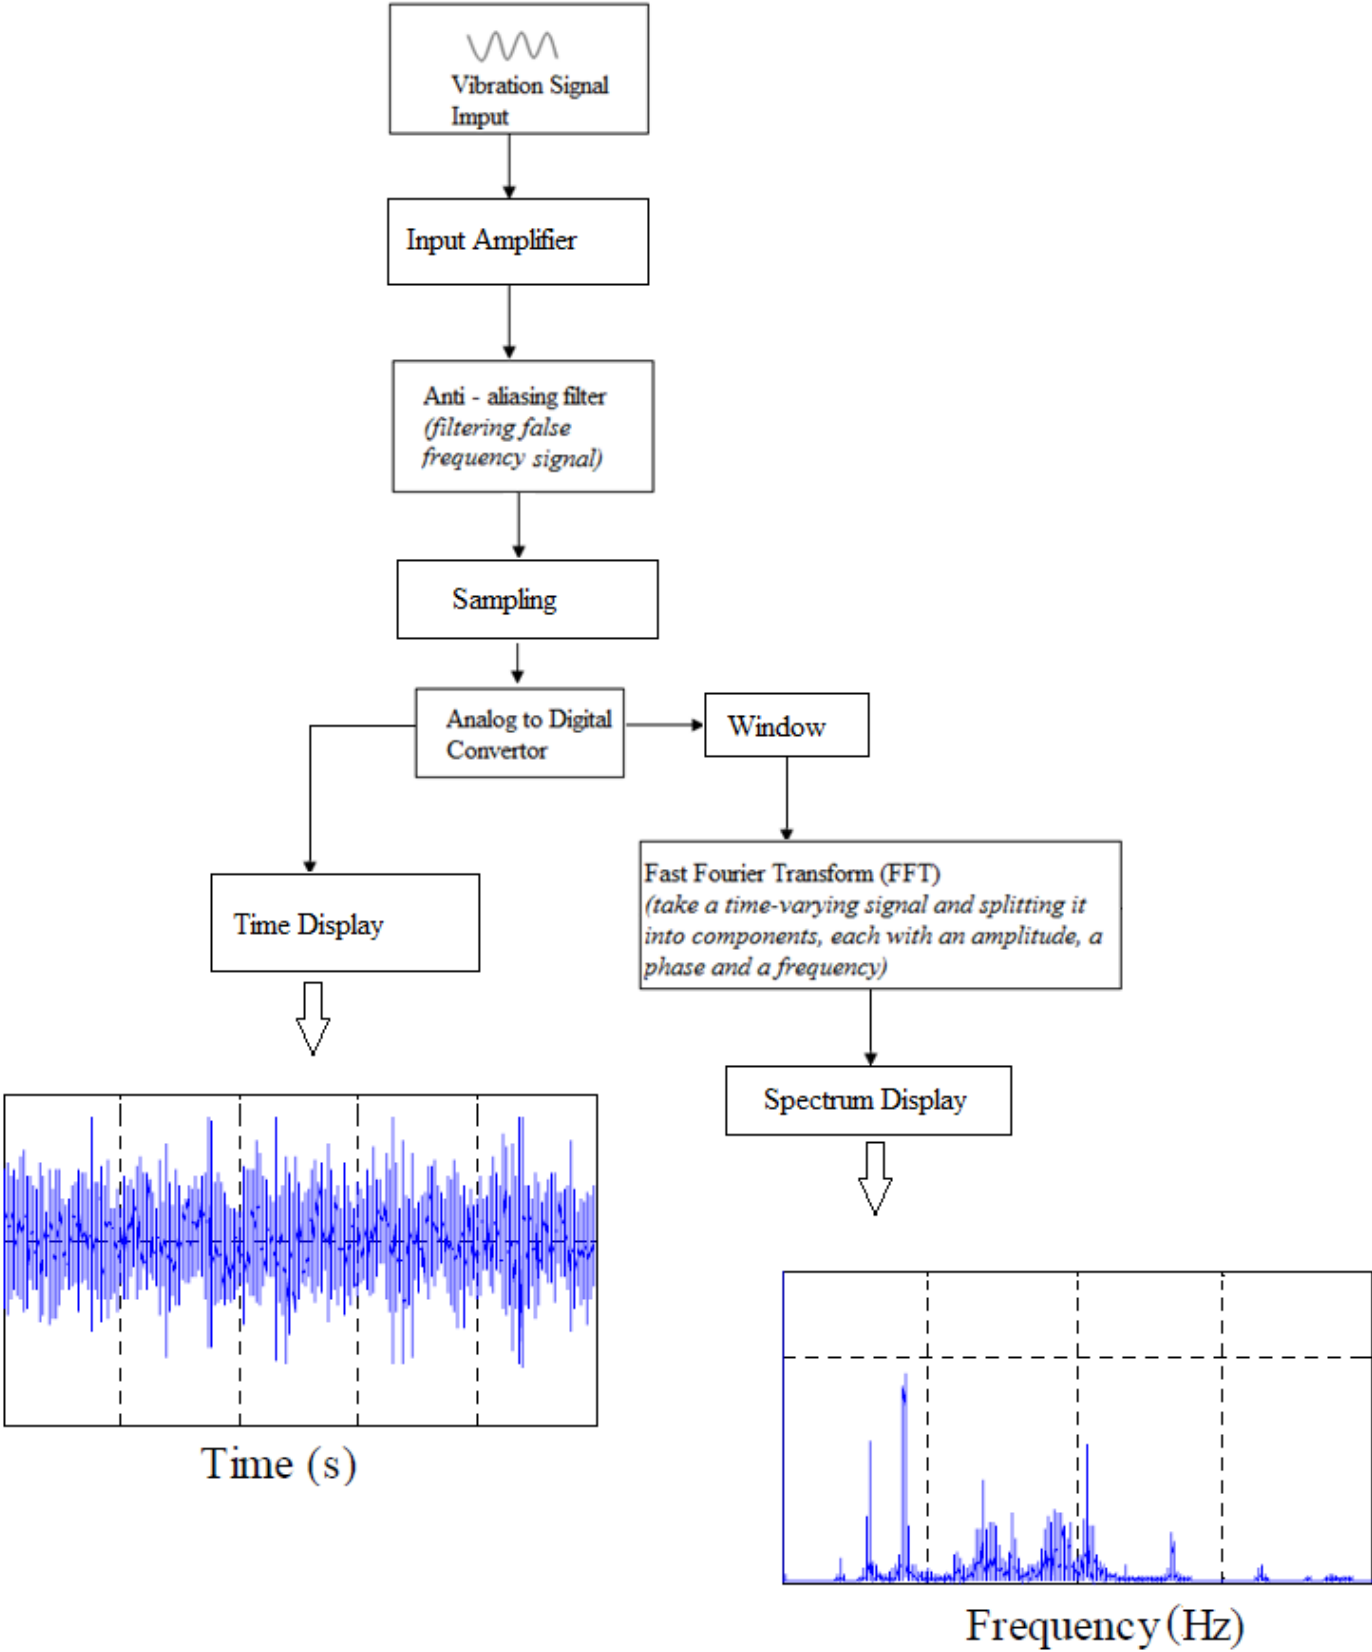 Vibration Signal
Imput
Input Amplifier
Anti - aliasing filter
(filtering false
frequency signal)
Sampling
Analog to Digital
Convertor
Window
Fast Fourier Transform (FFT)
(take a time-varying signal and splitting it
into components, each with an amplitude, a
phase and a frequency)
Time Display
Spectrum Display
Time (s)
Frequency (Hz)